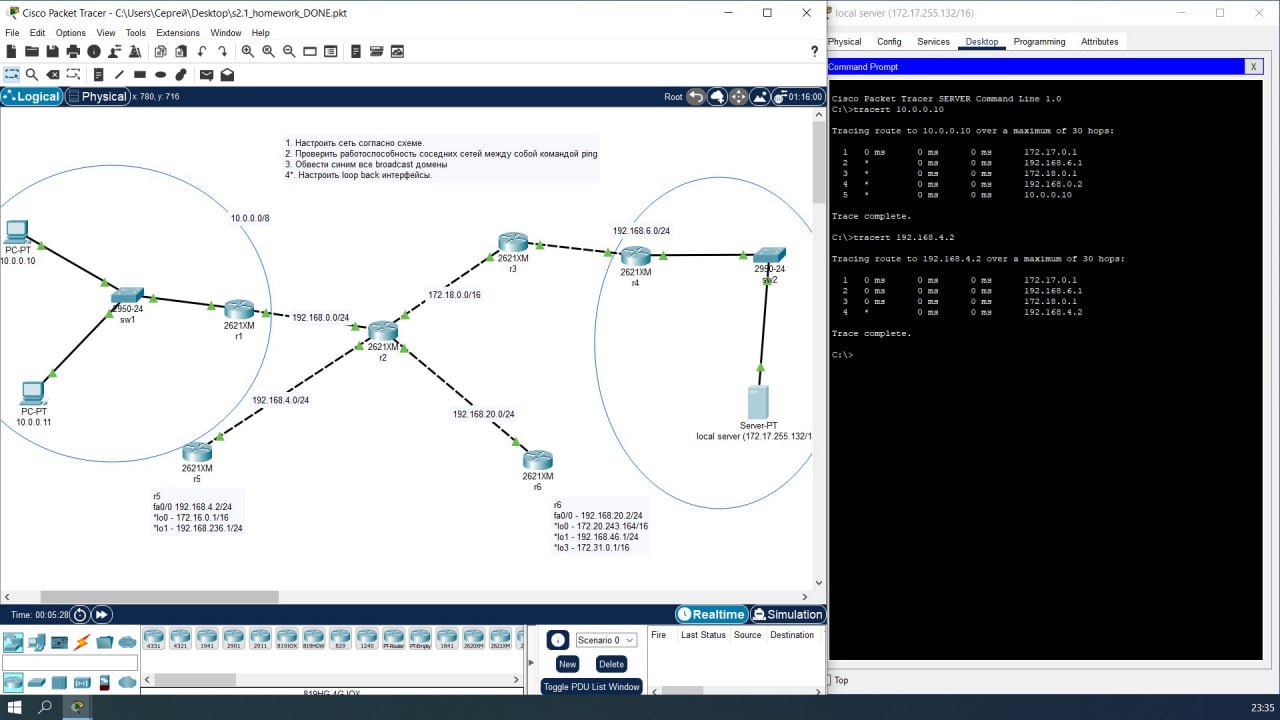 Cisco Packet Tracer - C:\Users\Сергей\Desktop\s2.1_homework_DONE.pkt
File Edit Options View Tools Extensions Window Help
?
Logical Physical x: 780, y: 716
Root 01:16:00
1. Настроить сеть согласно схеме.
2. Проверить работоспособность соседних сетей между собой командой ping
3. Обвести синим все broadcast домены
4*. Настроить loop back интерфейсы.
10.0.0.0/8
PC-PT
10.0.0.10
2950-24
sw1
2621XM
r1
PC-PT
10.0.0.11
192.168.0.0/24
2621XM
r2
172.18.0.0/16
2621XM
r3
192.168.6.0/24
2621XM
r4
2950-24
sw2
Server-PT
local server (172.17.255.132/1
192.168.4.0/24
192.168.20.0/24
2621XM
r5
2621XM
r6
r5
fa0/0 192.168.4.2/24
*lo0 - 172.16.0.1/16
*lo1 - 192.168.236.1/24
r6
fa0/0 - 192.168.20.2/24
*lo0 - 172.20.243.164/16
*lo1 - 192.168.46.1/24
*lo3 - 172.31.0.1/16
Time: 00:05:28
Realtime Simulation
4331 4321 1941 2901 2911 819IOX 819HGW 829 1240 PT-Router PT-Empty 1841 2620XM 2621XM
819HG-4G-IOX
Scenario 0
New Delete
Toggle PDU List Window
Fire Last Status Source Destination
local server (172.17.255.132/16)
Physical Config Services Desktop Programming Attributes
Command Prompt
X
Cisco Packet Tracer SERVER Command Line 1.0
C:\>tracert 10.0.0.10
Tracing route to 10.0.0.10 over a maximum of 30 hops:
1 0 ms 0 ms 0 ms 172.17.0.1
2 * 0 ms 0 ms 192.168.6.1
3 * 0 ms 0 ms 172.18.0.1
4 * 0 ms 0 ms 192.168.0.2
5 * 0 ms 0 ms 10.0.0.10
Trace complete.
C:\>tracert 192.168.4.2
Tracing route to 192.168.4.2 over a maximum of 30 hops:
1 0 ms 0 ms 0 ms 172.17.0.1
2 0 ms 0 ms 0 ms 192.168.6.1
3 0 ms 0 ms 0 ms 172.18.0.1
4 * 0 ms 0 ms 192.168.4.2
Trace complete.
C:\>
Top
23:35